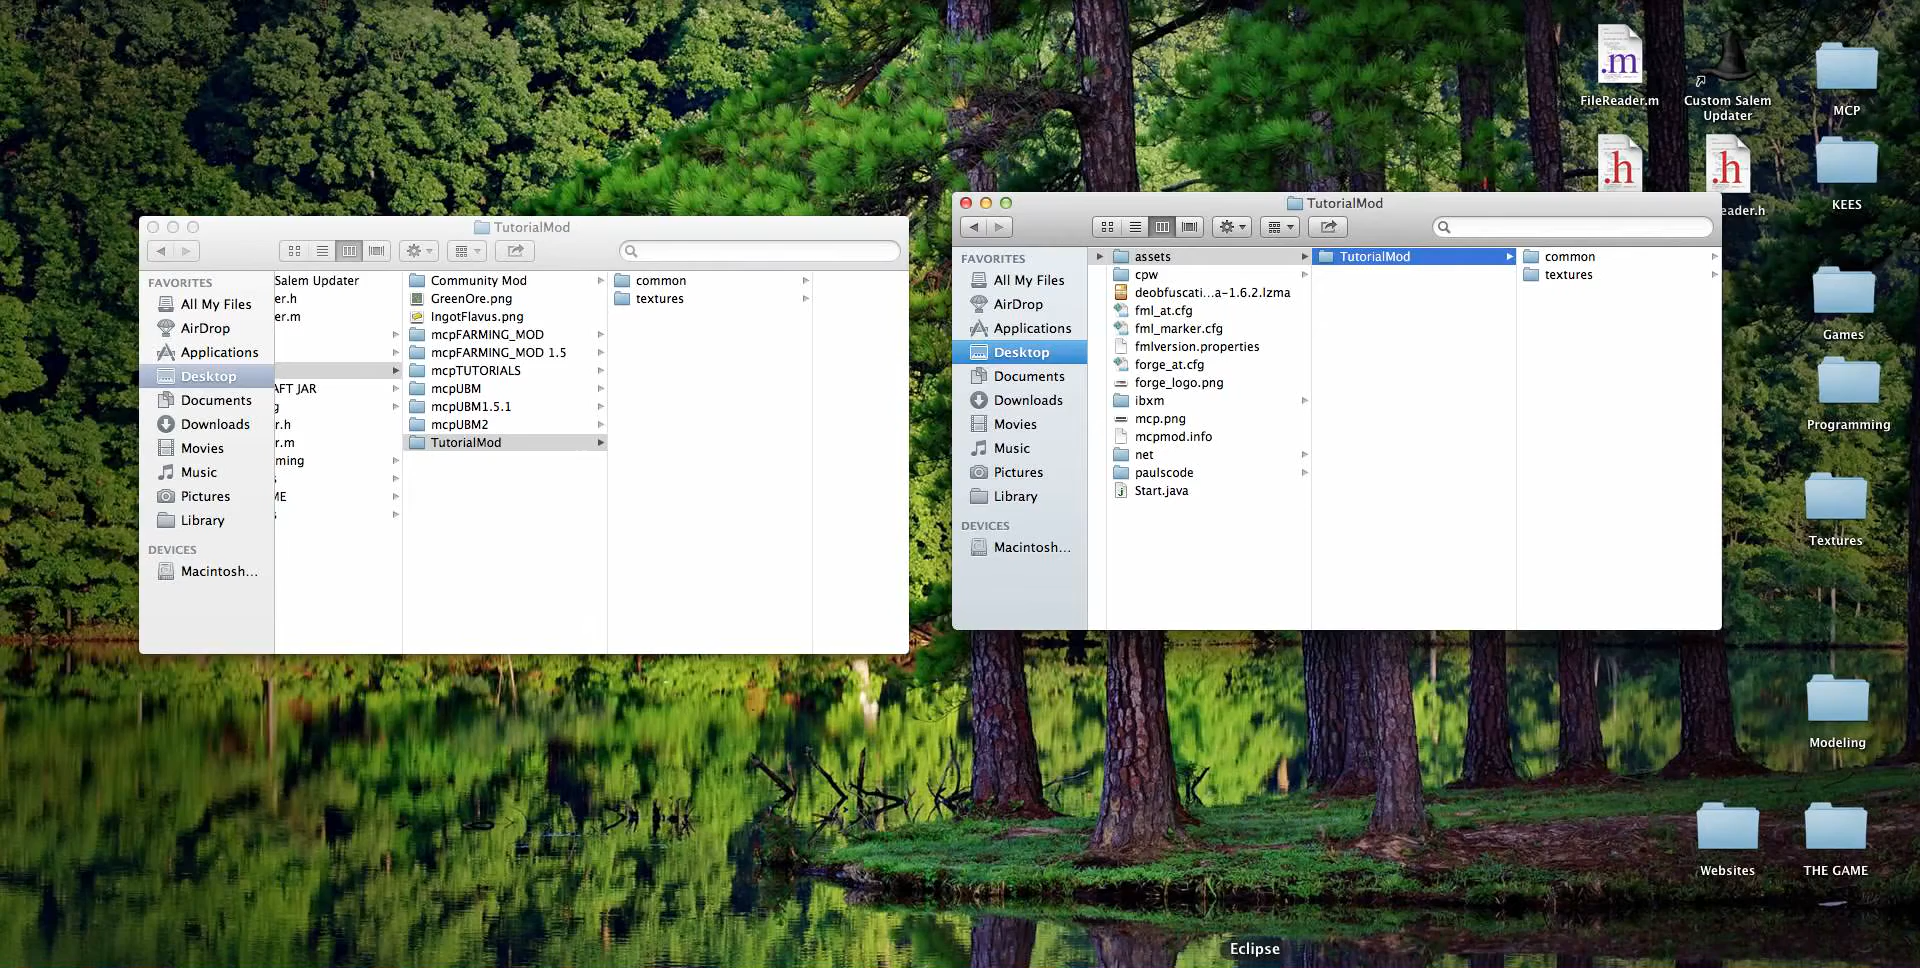 FileReader.m
Custom Salem
Updater
MCP
KEES
eader.h
Games
Programming
Textures
Modeling
Websites
THE GAME
Eclipse
.m
.h
.h
TutorialMod
FAVORITES
All My Files
AirDrop
Applications
Desktop
Documents
Downloads
Movies
Music
Pictures
Library
DEVICES
Macintosh...
Salem Updater
er.h
er.m
AFT JAR
g
r.h
r.m
ming
s
ME
s
Community Mod
GreenOre.png
IngotFlavus.png
mcpFARMING_MOD
mcpFARMING_MOD 1.5
mcpTUTORIALS
mcpUBM
mcpUBM1.5.1
mcpUBM2
TutorialMod
common
textures
TutorialMod
FAVORITES
All My Files
AirDrop
Applications
Desktop
Documents
Downloads
Movies
Music
Pictures
Library
DEVICES
Macintosh...
assets
cpw
deobfuscati...a-1.6.2.lzma
fml_at.cfg
fml_marker.cfg
fmlversion.properties
forge_at.cfg
forge_logo.png
ibxm
mcp.png
mcpmod.info
net
paulscode
Start.java
TutorialMod
common
textures